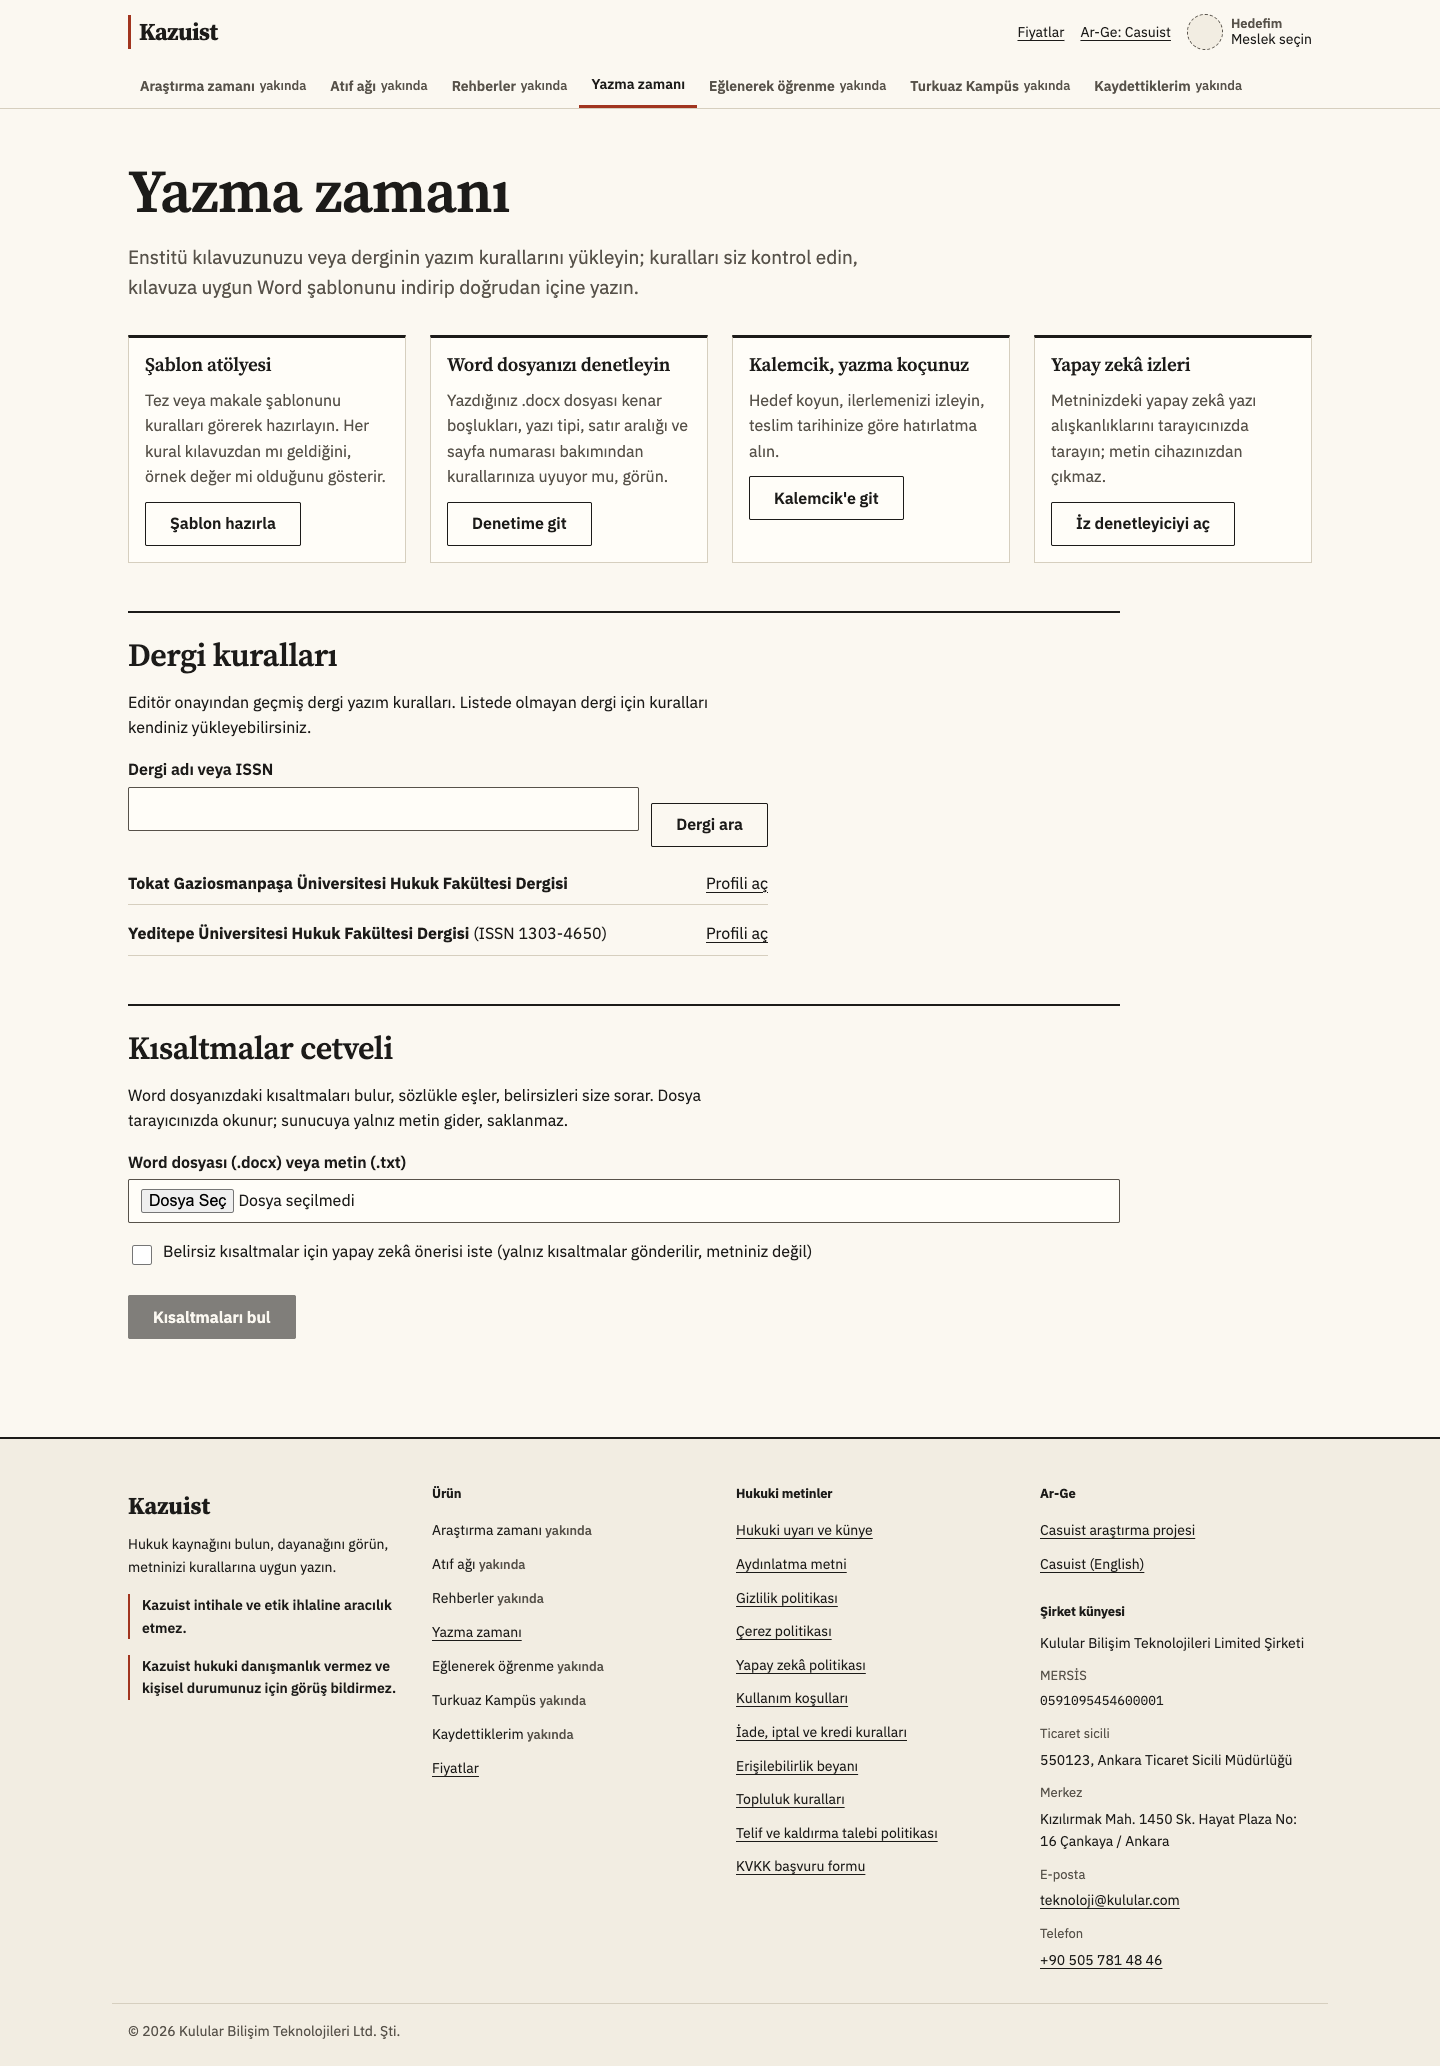 Kazuist
Fiyatlar
Ar-Ge: Casuist
Hedefim
Meslek seçin
Araştırma zamanı yakında
Atıf ağı yakında
Rehberler yakında
Yazma zamanı
Eğlenerek öğrenme yakında
Turkuaz Kampüs yakında
Kaydettiklerim yakında
Yazma zamanı
Enstitü kılavuzunuzu veya derginin yazım kurallarını yükleyin; kuralları siz kontrol edin,
kılavuza uygun Word şablonunu indirip doğrudan içine yazın.
Şablon atölyesi
Tez veya makale şablonunu
kuralları görerek hazırlayın. Her
kural kılavuzdan mı geldiğini,
örnek değer mi olduğunu gösterir.
Şablon hazırla
Word dosyanızı denetleyin
Yazdığınız .docx dosyası kenar
boşlukları, yazı tipi, satır aralığı ve
sayfa numarası bakımından
kurallarınıza uyuyor mu, görün.
Denetime git
Kalemcik, yazma koçunuz
Hedef koyun, ilerlemenizi izleyin,
teslim tarihinize göre hatırlatma
alın.
Kalemcik'e git
Yapay zekâ izleri
Metninizdeki yapay zekâ yazı
alışkanlıklarını tarayıcınızda
tarayın; metin cihazınızdan
çıkmaz.
İz denetleyiciyi aç
Dergi kuralları
Editör onayından geçmiş dergi yazım kuralları. Listede olmayan dergi için kuralları
kendiniz yükleyebilirsiniz.
Dergi adı veya ISSN
Dergi ara
Tokat Gaziosmanpaşa Üniversitesi Hukuk Fakültesi Dergisi
Profili aç
Yeditepe Üniversitesi Hukuk Fakültesi Dergisi (ISSN 1303-4650)
Profili aç
Kısaltmalar cetveli
Word dosyanızdaki kısaltmaları bulur, sözlükle eşler, belirsizleri size sorar. Dosya
tarayıcınızda okunur; sunucuya yalnız metin gider, saklanmaz.
Word dosyası (.docx) veya metin (.txt)
Dosya Seç Dosya seçilmedi
Belirsiz kısaltmalar için yapay zekâ önerisi iste (yalnız kısaltmalar gönderilir, metniniz değil)
Kısaltmaları bul
Kazuist
Hukuk kaynağını bulun, dayanağını görün,
metninizi kurallarına uygun yazın.
Kazuist intihale ve etik ihlaline aracılık
etmez.
Kazuist hukuki danışmanlık vermez ve
kişisel durumunuz için görüş bildirmez.
Ürün
Araştırma zamanı yakında
Atıf ağı yakında
Rehberler yakında
Yazma zamanı
Eğlenerek öğrenme yakında
Turkuaz Kampüs yakında
Kaydettiklerim yakında
Fiyatlar
Hukuki metinler
Hukuki uyarı ve künye
Aydınlatma metni
Gizlilik politikası
Çerez politikası
Yapay zekâ politikası
Kullanım koşulları
İade, iptal ve kredi kuralları
Erişilebilirlik beyanı
Topluluk kuralları
Telif ve kaldırma talebi politikası
KVKK başvuru formu
Ar-Ge
Casuist araştırma projesi
Casuist (English)
Şirket künyesi
Kulular Bilişim Teknolojileri Limited Şirketi
MERSİS
0591095454600001
Ticaret sicili
550123, Ankara Ticaret Sicili Müdürlüğü
Merkez
Kızılırmak Mah. 1450 Sk. Hayat Plaza No:
16 Çankaya / Ankara
E-posta
teknoloji@kulular.com
Telefon
+90 505 781 48 46
© 2026 Kulular Bilişim Teknolojileri Ltd. Şti.